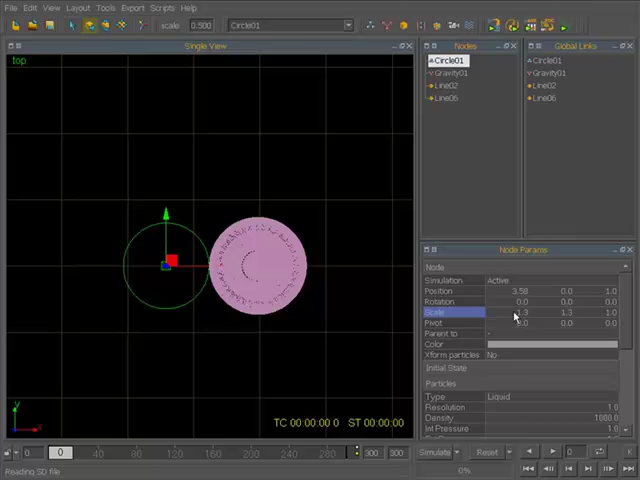 File Edit View Layout Tools Export Scripts Help
scale 0.500 Circle01
Single View
Nodes
Global Links
top
Circle01
Gravity01
Line02
Line06
Circle01
Gravity01
Line02
Line06
Node Params
Node
Simulation Active
Position 3.58 0.0 1.0
Rotation 0.0 0.0 0.0
Scale 1.3 1.3 1.0
Pivot 0.0 0.0 0.0
Parent to -
Color
Xform particles No
Initial State
Particles
Type Liquid
Resolution 1.0
Density 1000.0
Int Pressure 1.0
y
x
TC 00:00:00 0 ST 00:00:00
0 0 40 80 120 160 200 240 280 300 300
Simulate Reset 0 K
Reading SD file
0%